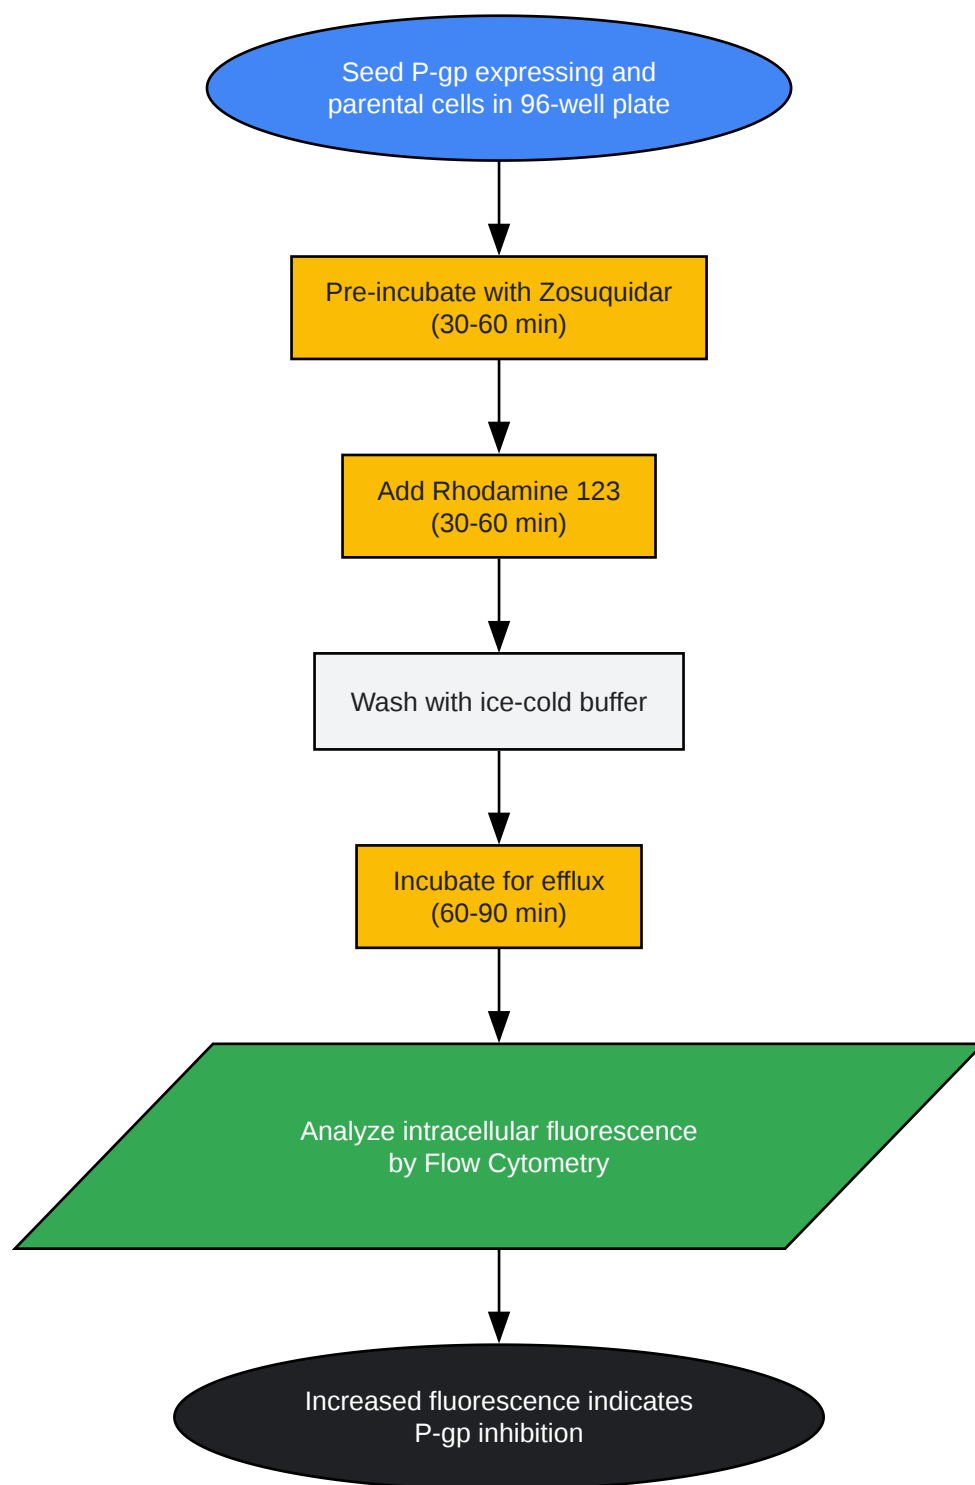 Seed P-gp expressing and
parental cells in 96-well plate
Pre-incubate with Zosuquidar
(30-60 min)
Add Rhodamine 123
(30-60 min)
Wash with ice-cold buffer
Incubate for efflux
(60-90 min)
Analyze intracellular fluorescence
by Flow Cytometry
Increased fluorescence indicates
P-gp inhibition